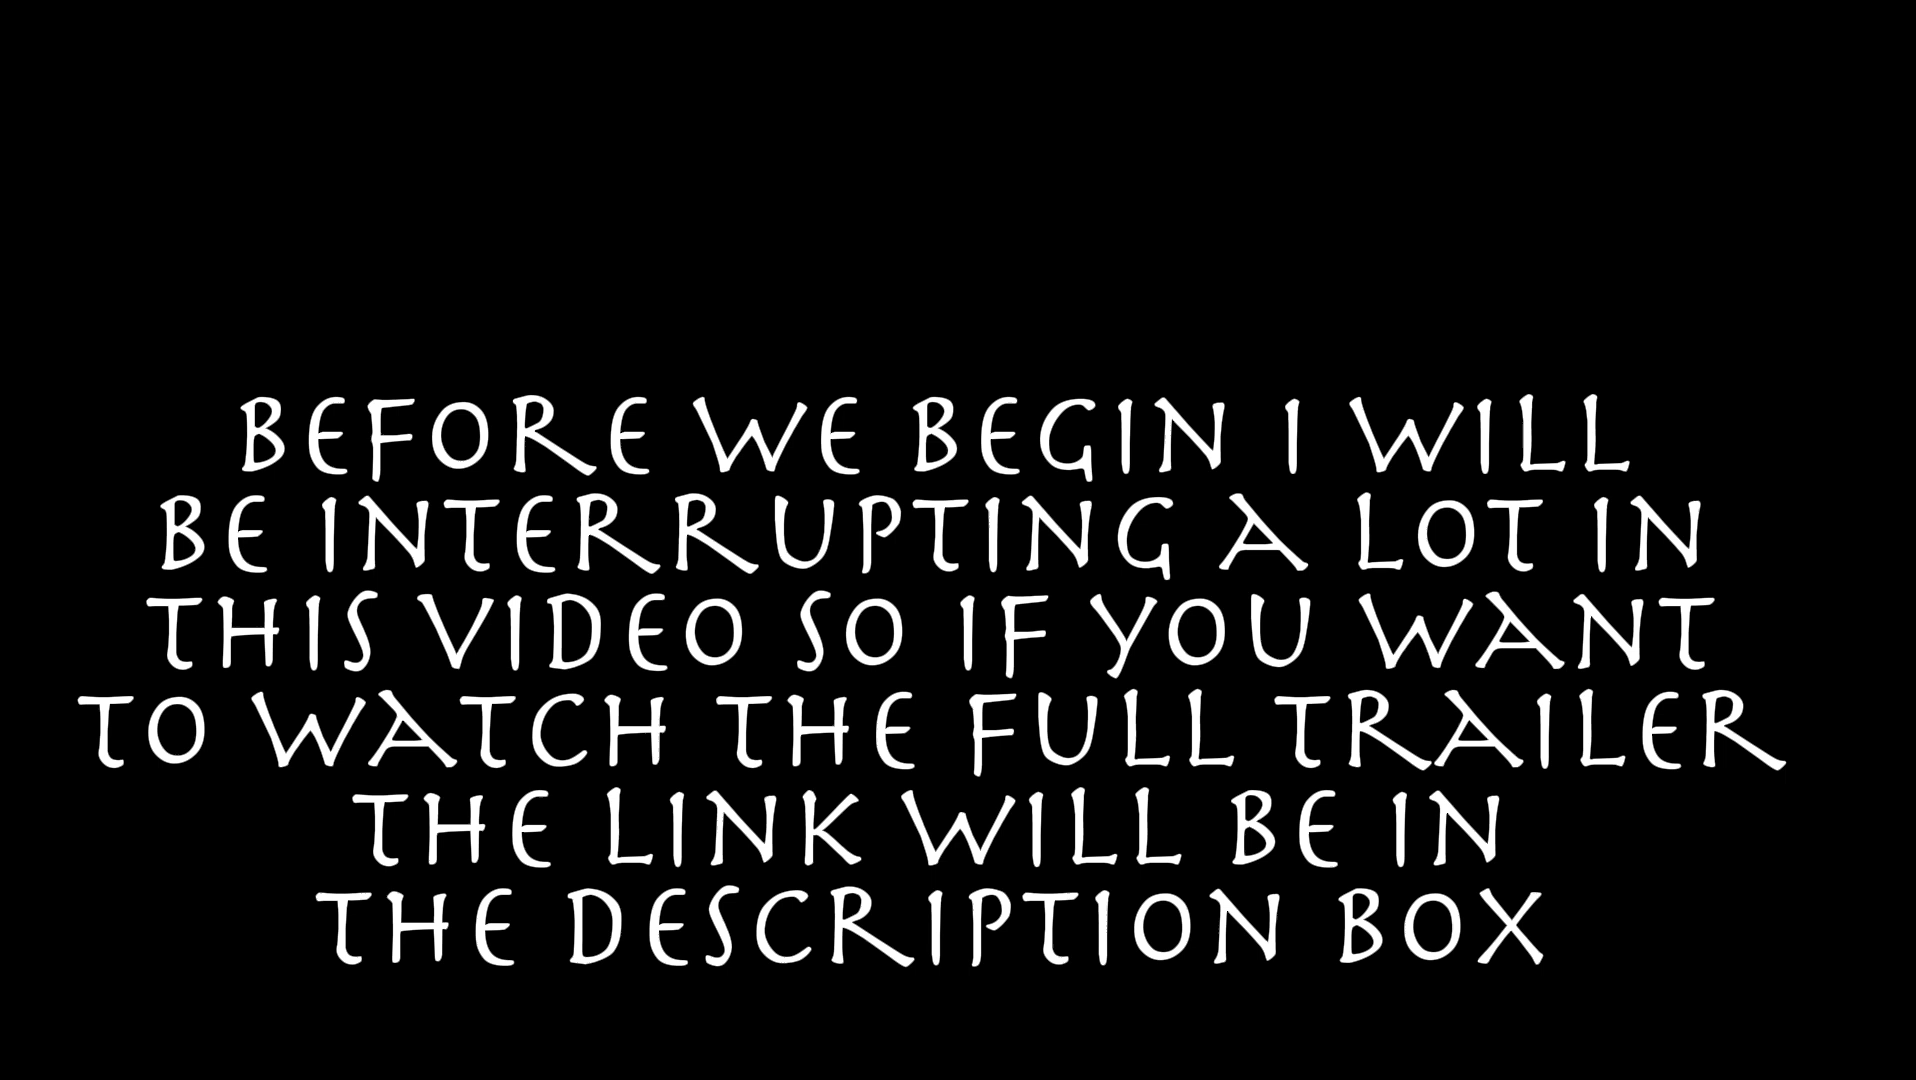 BEFORE WE BEGIN I WILL
BE INTERRUPTING A LOT IN
THIS VIDEO SO IF YOU WANT
TO WATCH THE FULL TRAILER
THE LINK WILL BE IN
THE DESCRIPTION BOX